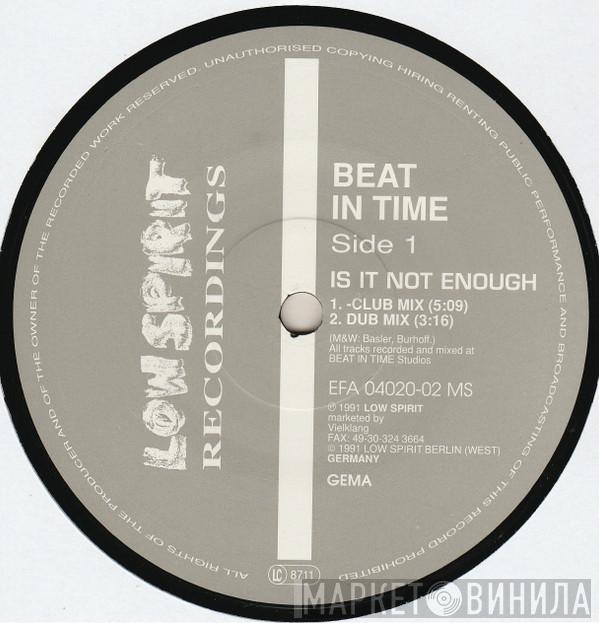 ALL RIGHTS OF THE PRODUCER AND OF THE OWNER OF THE RECORDED WORK RESERVED. UNAUTHORISED COPYING HIRING RENTING PUBLIC PERFORMANCE AND BROADCASTING OF THIS RECORD PROHIBITED
LOW SPIRIT
RECORDINGS
BEAT
IN TIME
Side 1
IS IT NOT ENOUGH
1. -CLUB MIX (5:09)
2. DUB MIX (3:16)
(M&W: Basler, Burhoff.)
All tracks recorded and mixed at
BEAT IN TIME Studios
EFA 04020-02 MS
℗ 1991 LOW SPIRIT
marketed by
Vielklang
FAX: 49-30-324 3664
© 1991 LOW SPIRIT BERLIN (WEST)
GERMANY
GEMA
LC 8711
МАРКЕТ ВИНИЛА